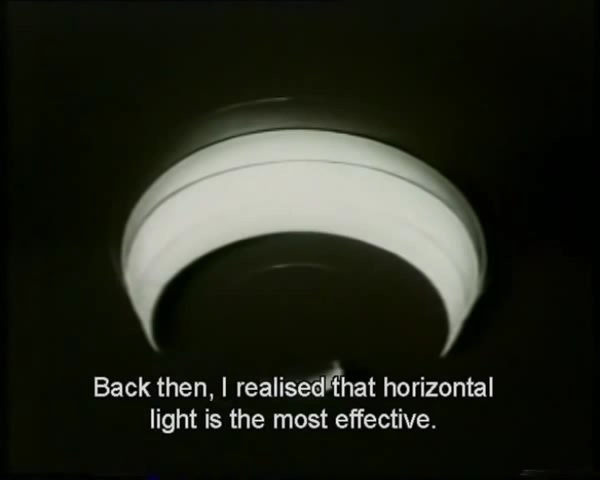 Back then, I realised that horizontal
light is the most effective.